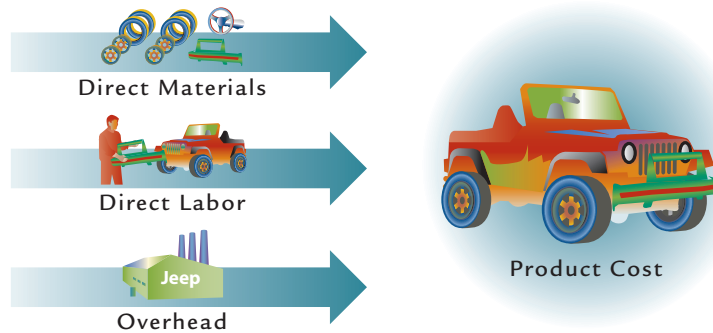 Direct Materials
Direct Labor
Jeep
Overhead
Product Cost